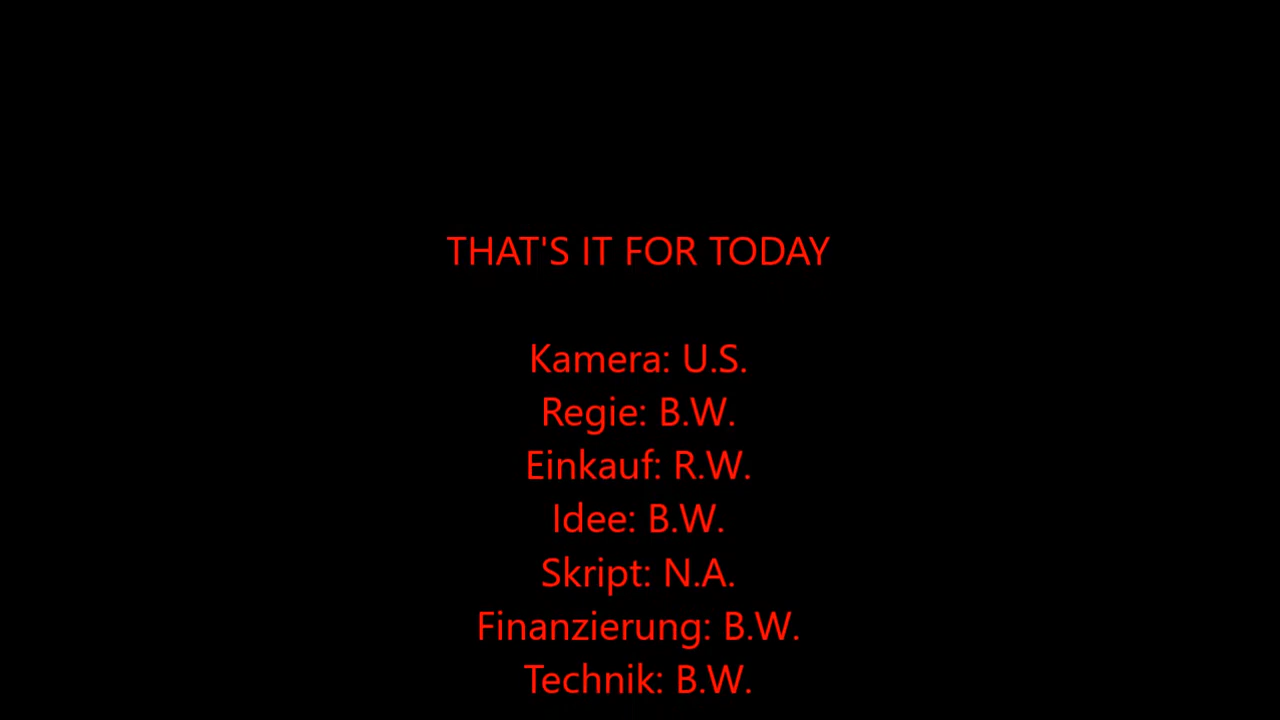 THAT'S IT FOR TODAY
Kamera: U.S.
Regie: B.W.
Einkauf: R.W.
Idee: B.W.
Skript: N.A.
Finanzierung: B.W.
Technik: B.W.